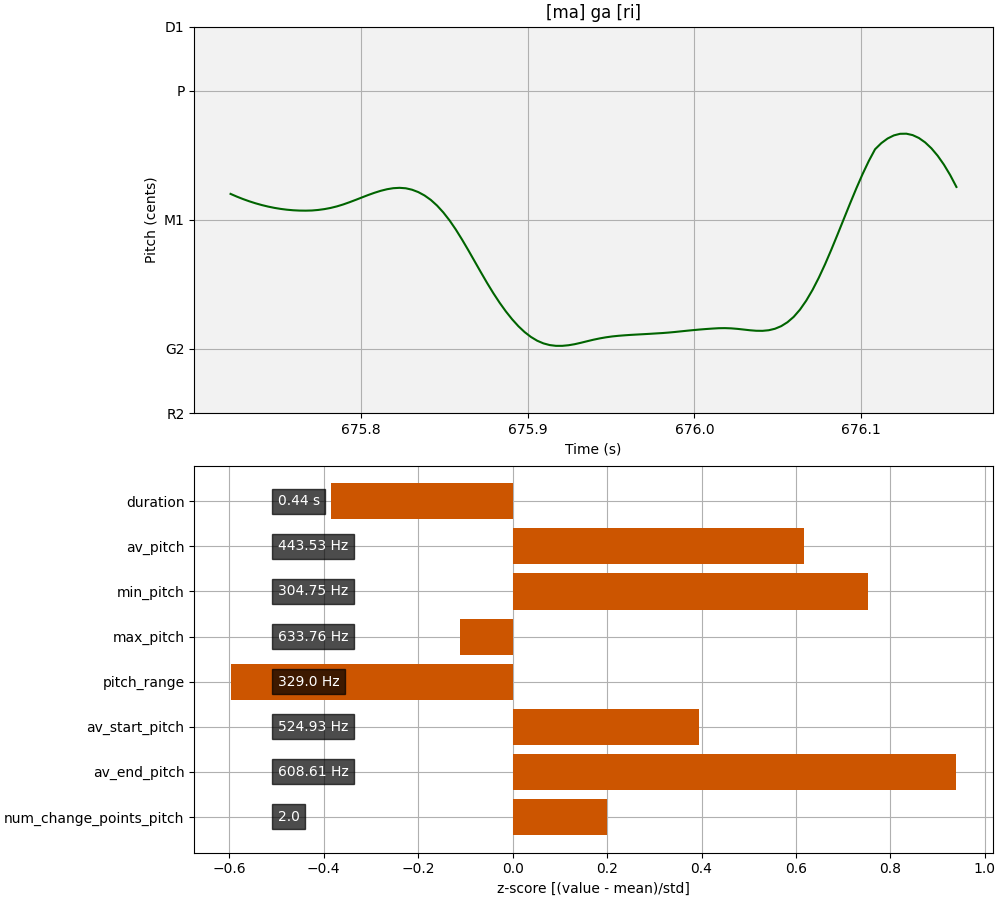 [ma] ga [ri]
D1
P
M1
G2
R2
Pitch (cents)
675.8 675.9 676.0 676.1
Time (s)
duration 0.44 s
av_pitch 443.53 Hz
min_pitch 304.75 Hz
max_pitch 633.76 Hz
pitch_range 329.0 Hz
av_start_pitch 524.93 Hz
av_end_pitch 608.61 Hz
num_change_points_pitch 2.0
−0.6 −0.4 −0.2 0.0 0.2 0.4 0.6 0.8 1.0
z-score [(value - mean)/std]